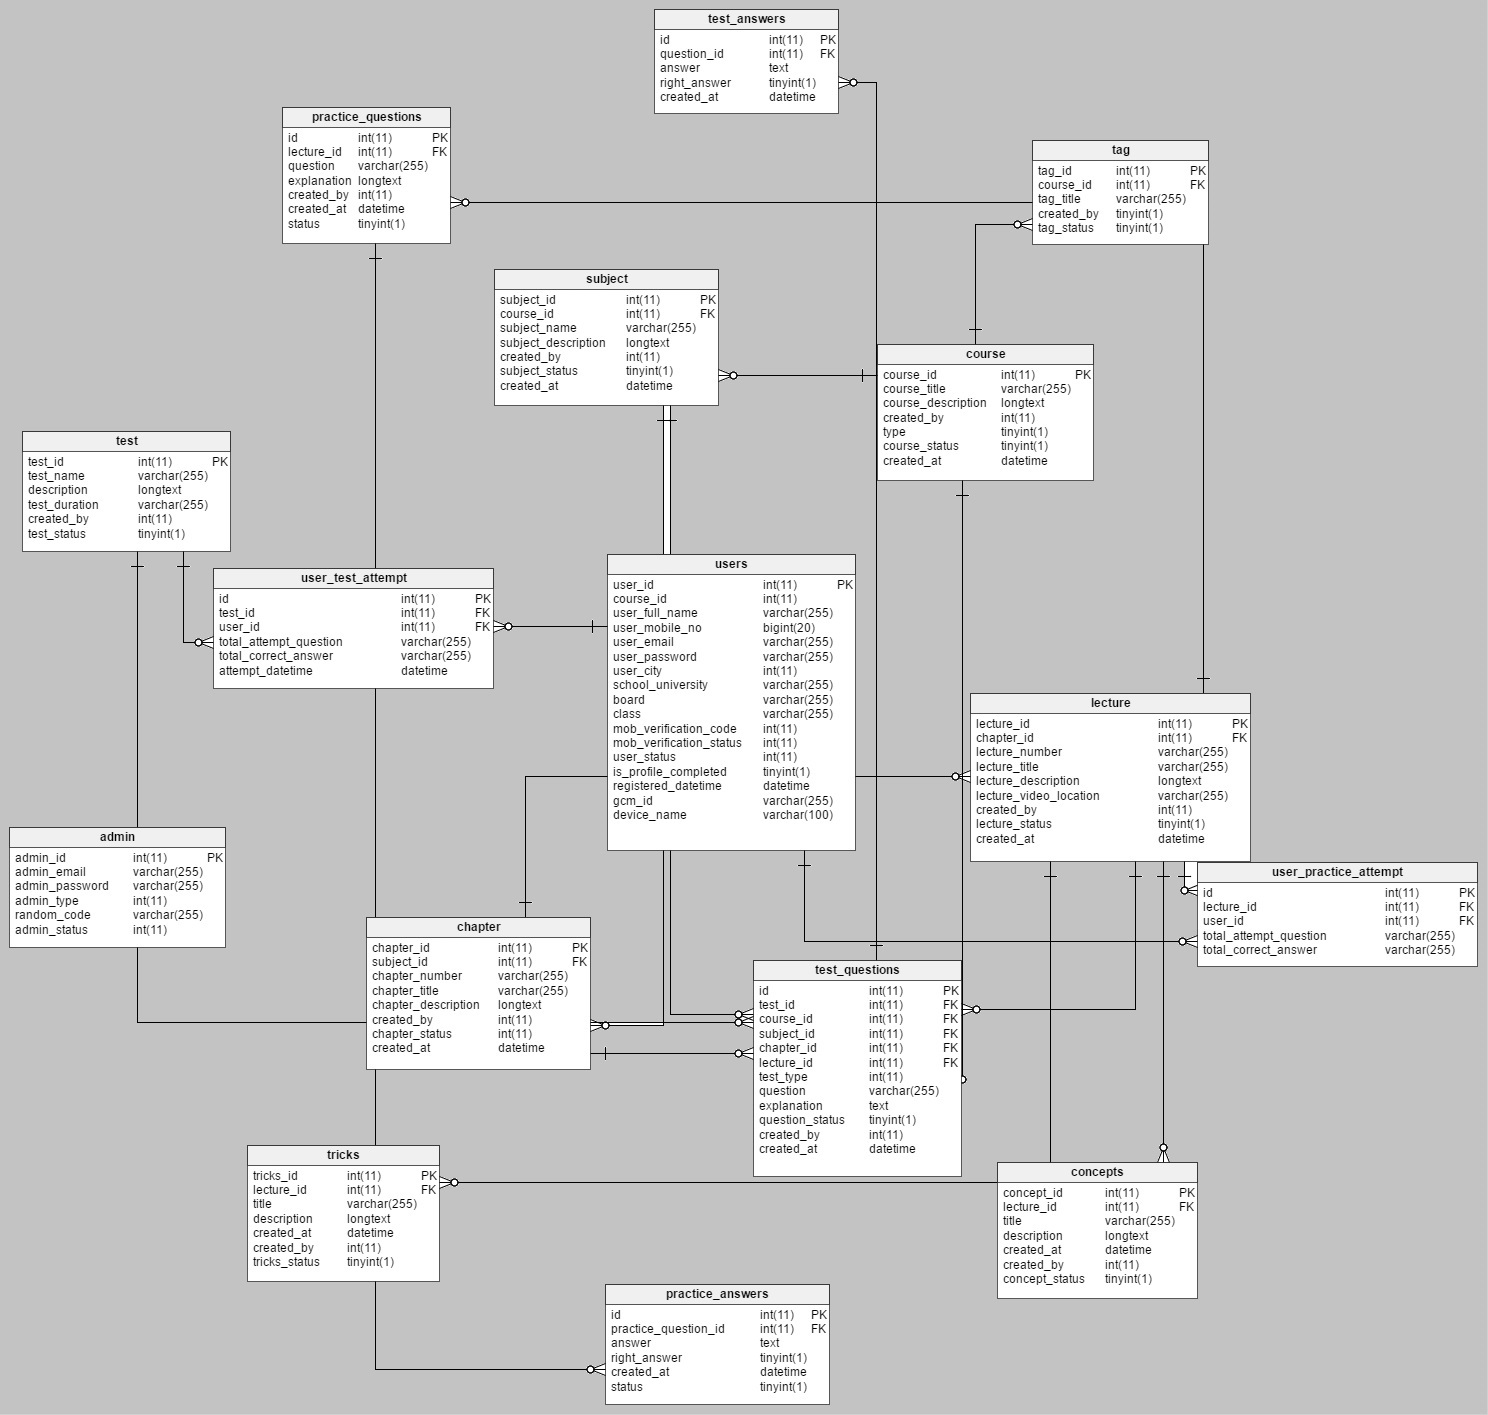 test_answers
id int(11) PK
question_id int(11) FK
answer text
right_answer tinyint(1)
created_at datetime
practice_questions
id int(11) PK
lecture_id int(11) FK
question varchar(255)
explanation longtext
created_by int(11)
created_at datetime
status tinyint(1)
tag
tag_id int(11) PK
course_id int(11) FK
tag_title varchar(255)
created_by tinyint(1)
tag_status tinyint(1)
subject
subject_id int(11) PK
course_id int(11) FK
subject_name varchar(255)
subject_description longtext
created_by int(11)
subject_status tinyint(1)
created_at datetime
course
course_id int(11) PK
course_title varchar(255)
course_description longtext
created_by int(11)
type tinyint(1)
course_status tinyint(1)
created_at datetime
test
test_id int(11) PK
test_name varchar(255)
description longtext
test_duration varchar(255)
created_by int(11)
test_status tinyint(1)
user_test_attempt
id int(11) PK
test_id int(11) FK
user_id int(11) FK
total_attempt_question varchar(255)
total_correct_answer varchar(255)
attempt_datetime datetime
users
user_id int(11) PK
course_id int(11)
user_full_name varchar(255)
user_mobile_no bigint(20)
user_email varchar(255)
user_password varchar(255)
user_city int(11)
school_university varchar(255)
board varchar(255)
class varchar(255)
mob_verification_code int(11)
mob_verification_status int(11)
user_status int(11)
is_profile_completed tinyint(1)
registered_datetime datetime
gcm_id varchar(255)
device_name varchar(100)
lecture
lecture_id int(11) PK
chapter_id int(11) FK
lecture_number varchar(255)
lecture_title varchar(255)
lecture_description longtext
lecture_video_location varchar(255)
created_by int(11)
lecture_status tinyint(1)
created_at datetime
admin
admin_id int(11) PK
admin_email varchar(255)
admin_password varchar(255)
admin_type int(11)
random_code varchar(255)
admin_status int(11)
user_practice_attempt
id int(11) PK
lecture_id int(11) FK
user_id int(11) FK
total_attempt_question varchar(255)
total_correct_answer varchar(255)
chapter
chapter_id int(11) PK
subject_id int(11) FK
chapter_number varchar(255)
chapter_title varchar(255)
chapter_description longtext
created_by int(11)
chapter_status int(11)
created_at datetime
test_questions
id int(11) PK
test_id int(11) FK
course_id int(11) FK
subject_id int(11) FK
chapter_id int(11) FK
lecture_id int(11) FK
test_type int(11)
question varchar(255)
explanation text
question_status tinyint(1)
created_by int(11)
created_at datetime
tricks
tricks_id int(11) PK
lecture_id int(11) FK
title varchar(255)
description longtext
created_at datetime
created_by int(11)
tricks_status tinyint(1)
concepts
concept_id int(11) PK
lecture_id int(11) FK
title varchar(255)
description longtext
created_at datetime
created_by int(11)
concept_status tinyint(1)
practice_answers
id int(11) PK
practice_question_id int(11) FK
answer text
right_answer tinyint(1)
created_at datetime
status tinyint(1)